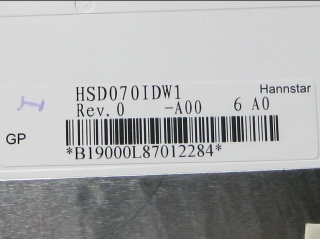 HSD070IDW1 Hannstar
Rev.0 -A00 6 A0
GP
*B19000L87012284*